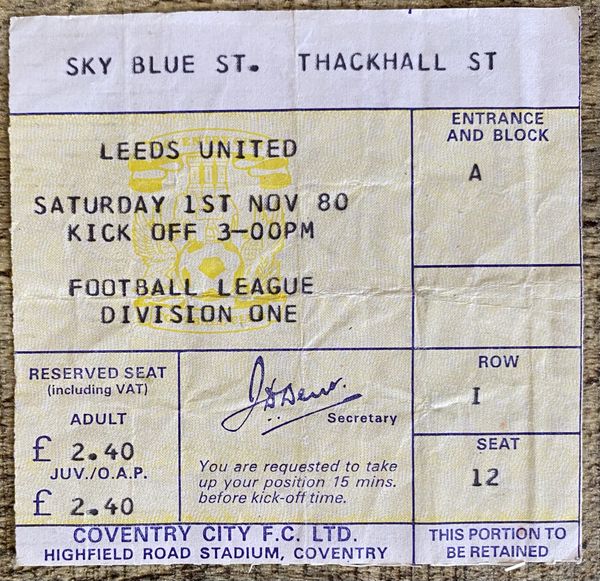 SKY BLUE ST. THACKHALL ST
ENTRANCE
AND BLOCK
A
LEEDS UNITED
SATURDAY 1ST NOV 80
KICK OFF 3-00PM
FOOTBALL LEAGUE
DIVISION ONE
RESERVED SEAT
(including VAT)
ADULT
£ 2.40
JUV./O.A.P.
£ 2.40
Secretary
You are requested to take
up your position 15 mins.
before kick-off time.
ROW
I
SEAT
12
COVENTRY CITY F.C. LTD.
HIGHFIELD ROAD STADIUM, COVENTRY
THIS PORTION TO
BE RETAINED